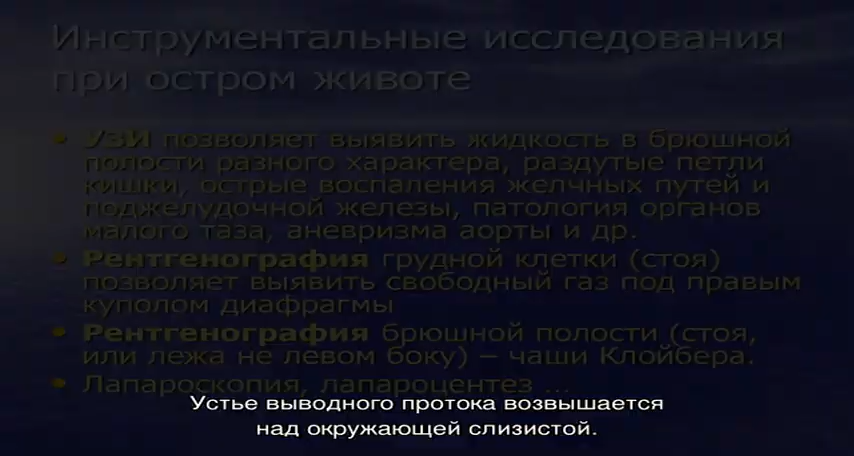 Инструментальные исследования
при остром животе
• УЗИ позволяет выявить жидкость в брюшной
полости разного характера, раздутые петли
кишки, острые воспаления желчных путей и
поджелудочной железы, патология органов
малого таза, аневризма аорты и др.
• Рентгенография грудной клетки (стоя)
позволяет выявить свободный газ под правым
куполом диафрагмы
• Рентгенография брюшной полости (стоя,
или лежа не левом боку) – чаши Клойбера.
• Лапароскопия, лапароцентез ...
Устье выводного протока возвышается
над окружающей слизистой.